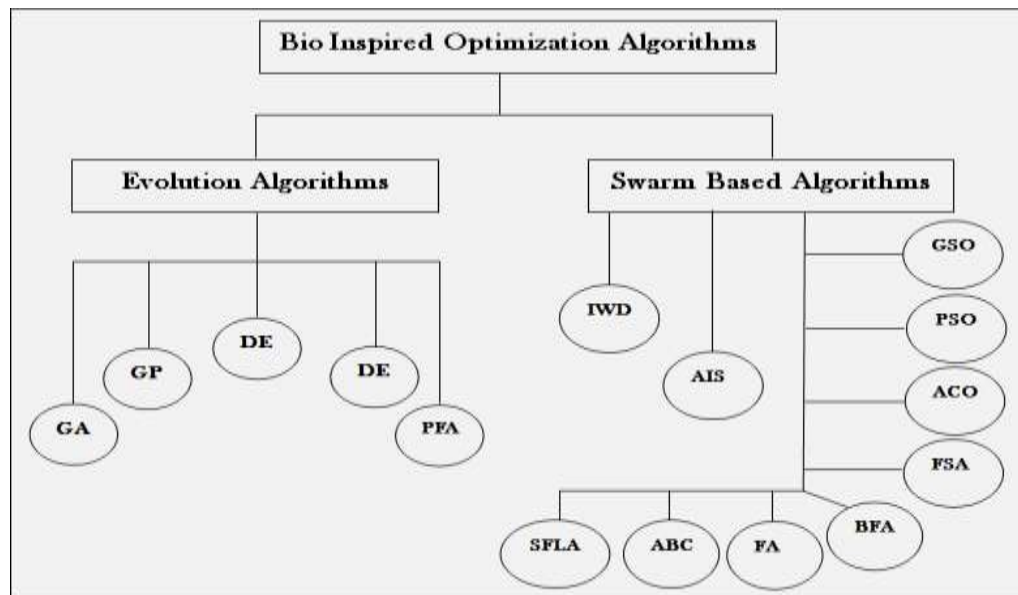 Bio Inspired Optimization Algorithms
Evolution Algorithms
Swarm Based Algorithms
GA
GP
DE
DE
PFA
IWD
AIS
GSO
PSO
ACO
FSA
BFA
FA
ABC
SFLA